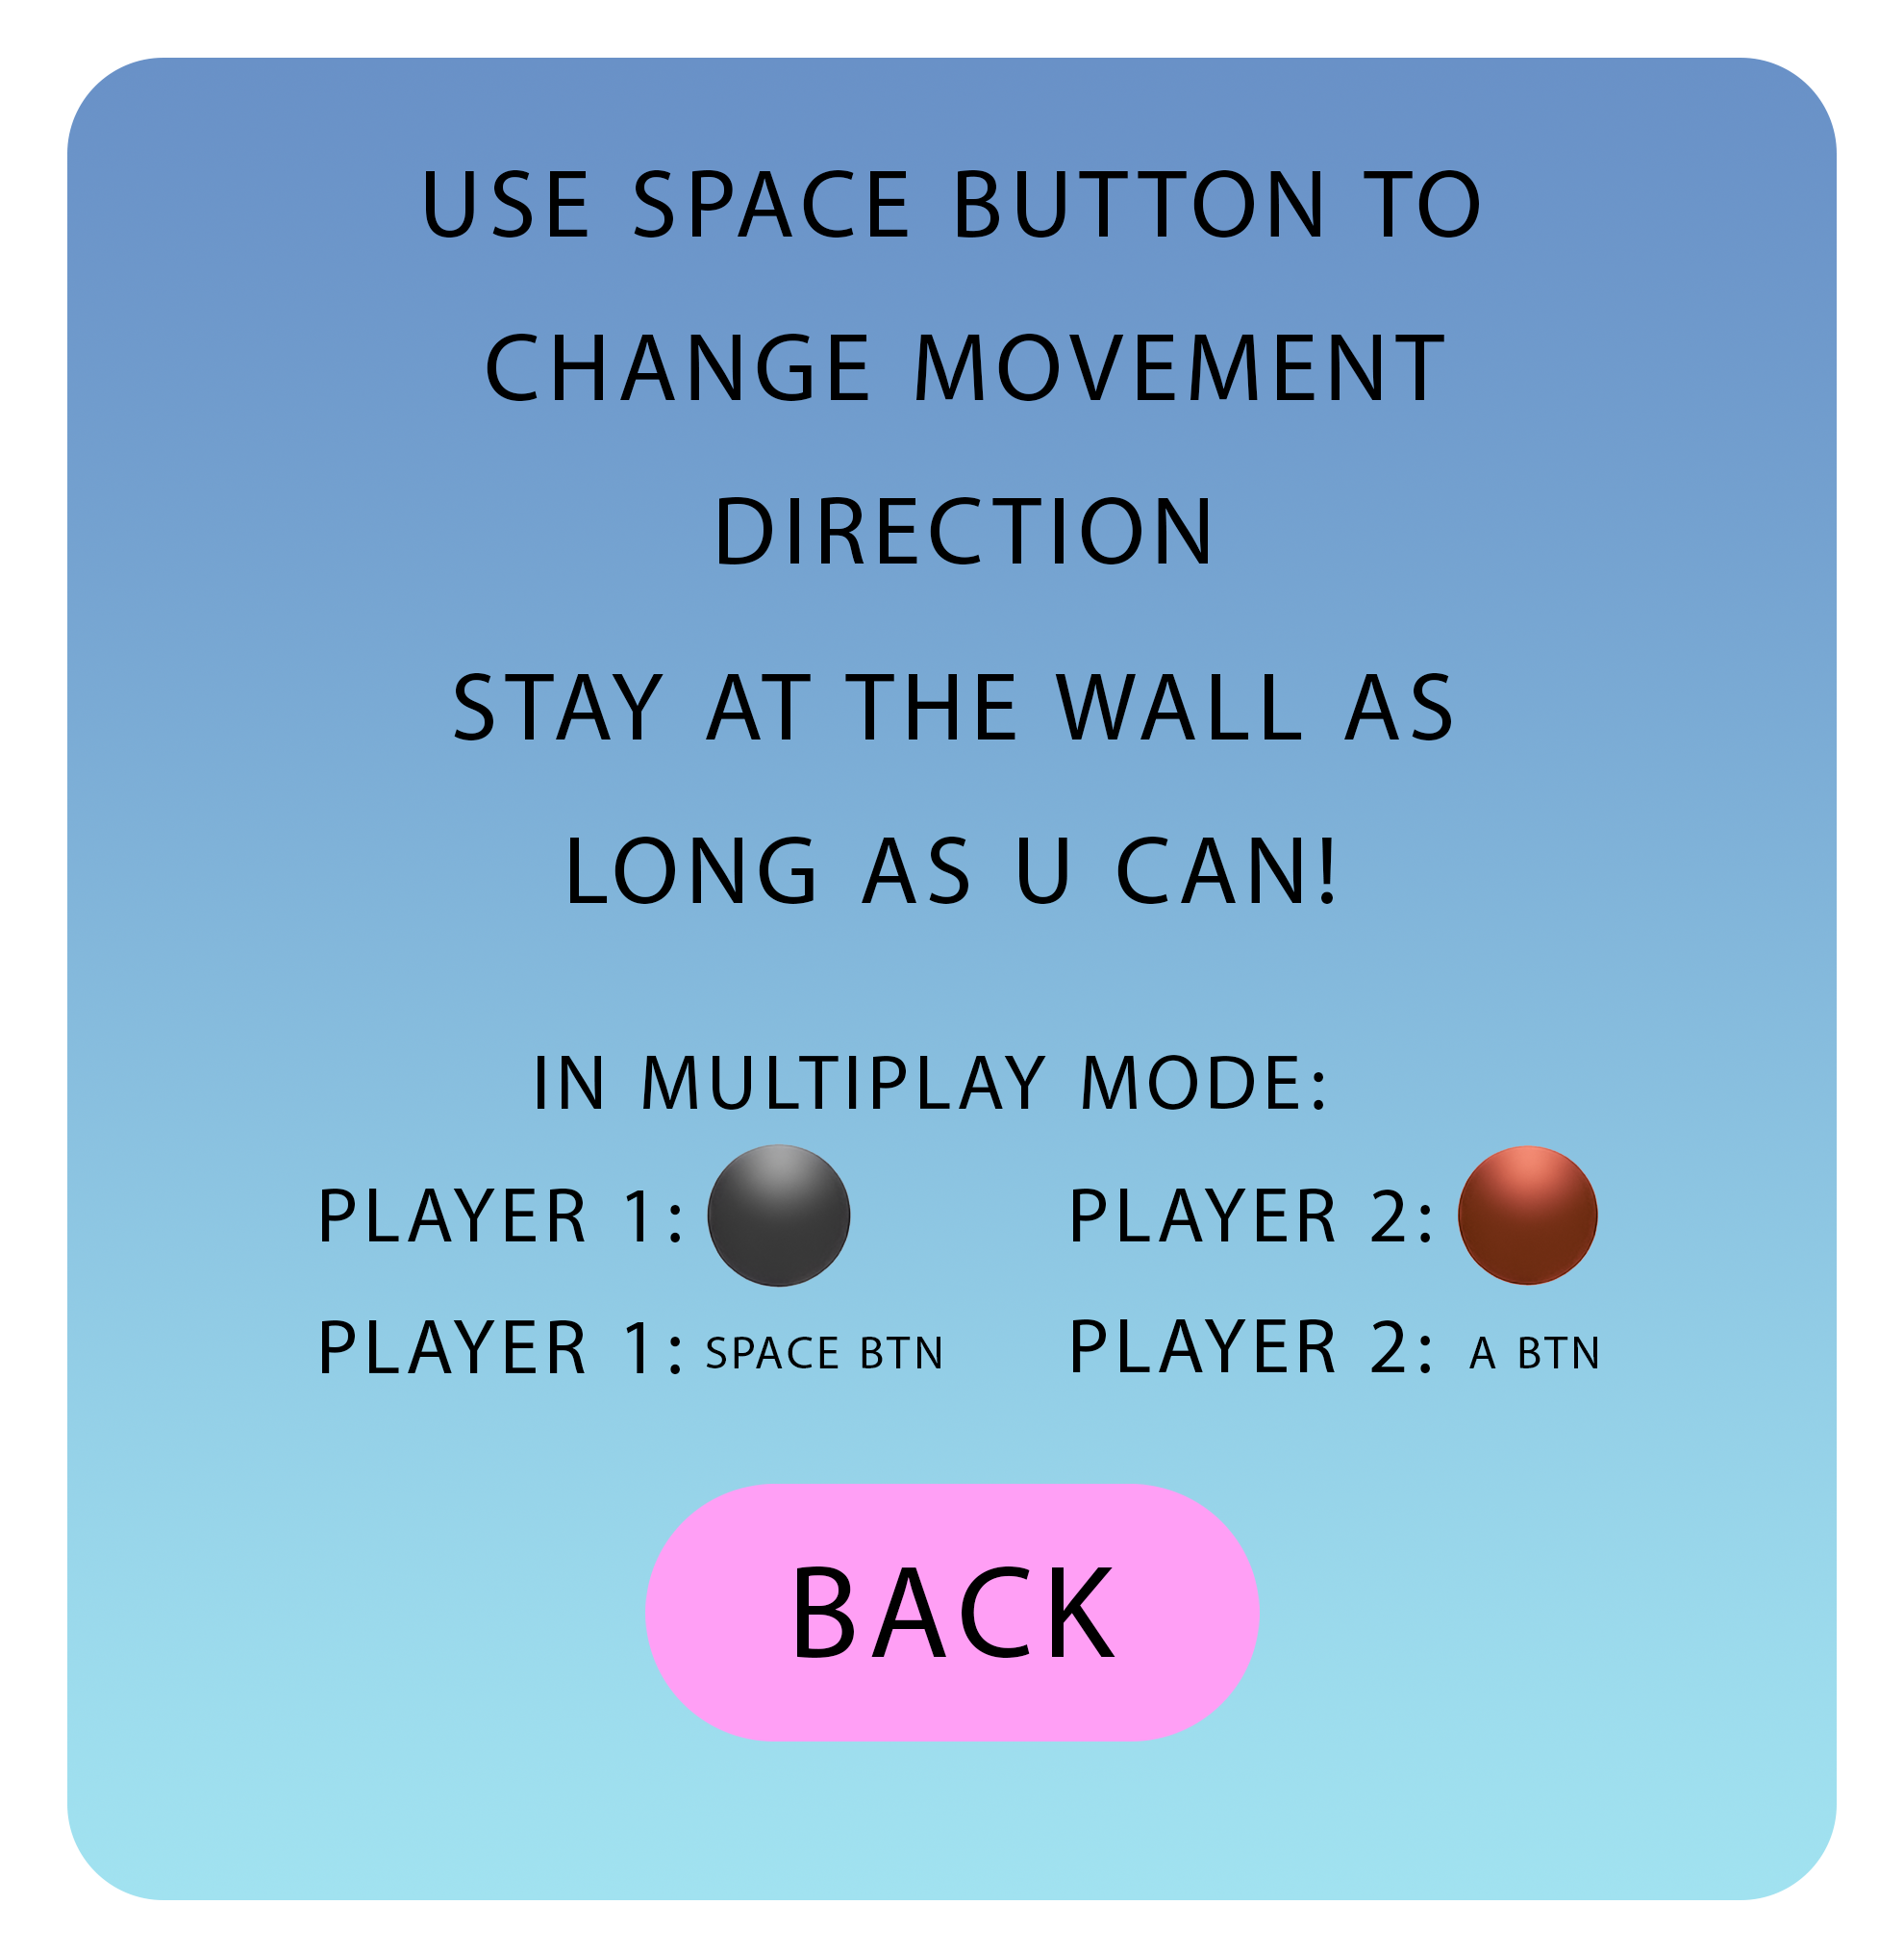 USE SPACE BUTTON TO
CHANGE MOVEMENT
DIRECTION
STAY AT THE WALL AS
LONG AS U CAN!
IN MULTIPLAY MODE:
PLAYER 1: PLAYER 2:
PLAYER 1: SPACE BTN PLAYER 2: A BTN
BACK